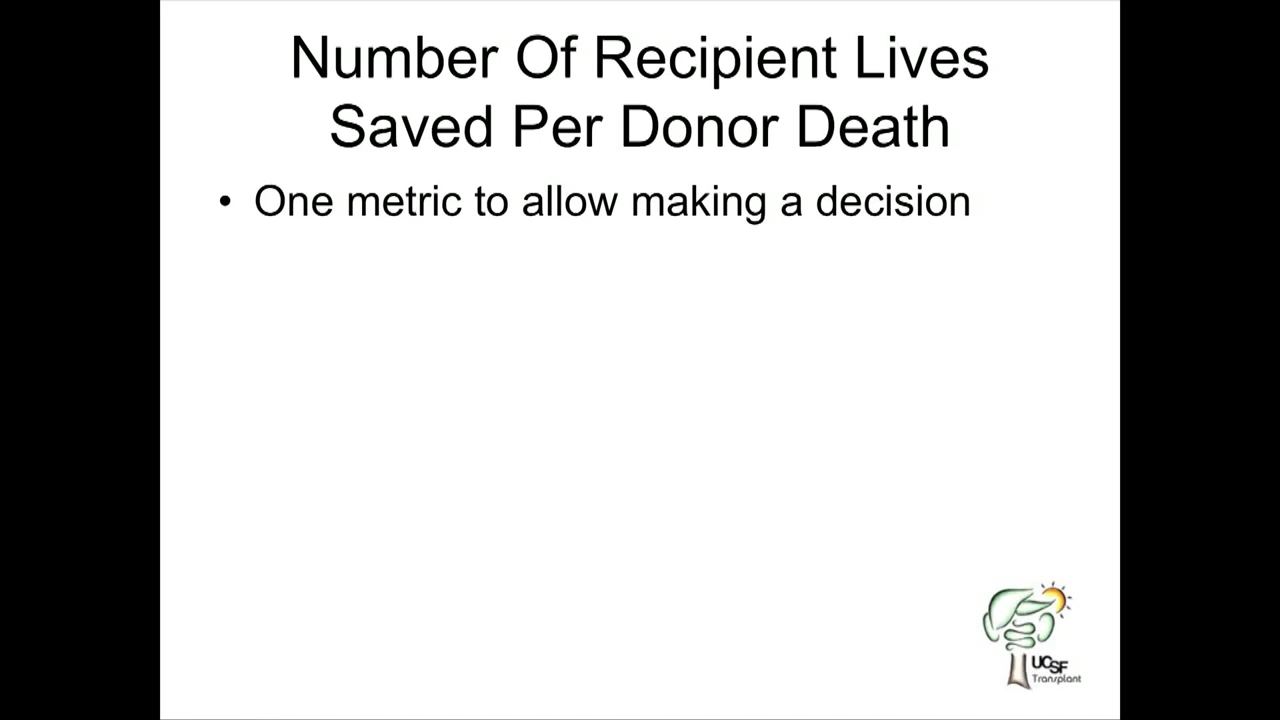 Number Of Recipient Lives
Saved Per Donor Death
• One metric to allow making a decision
UCSF
Transplant